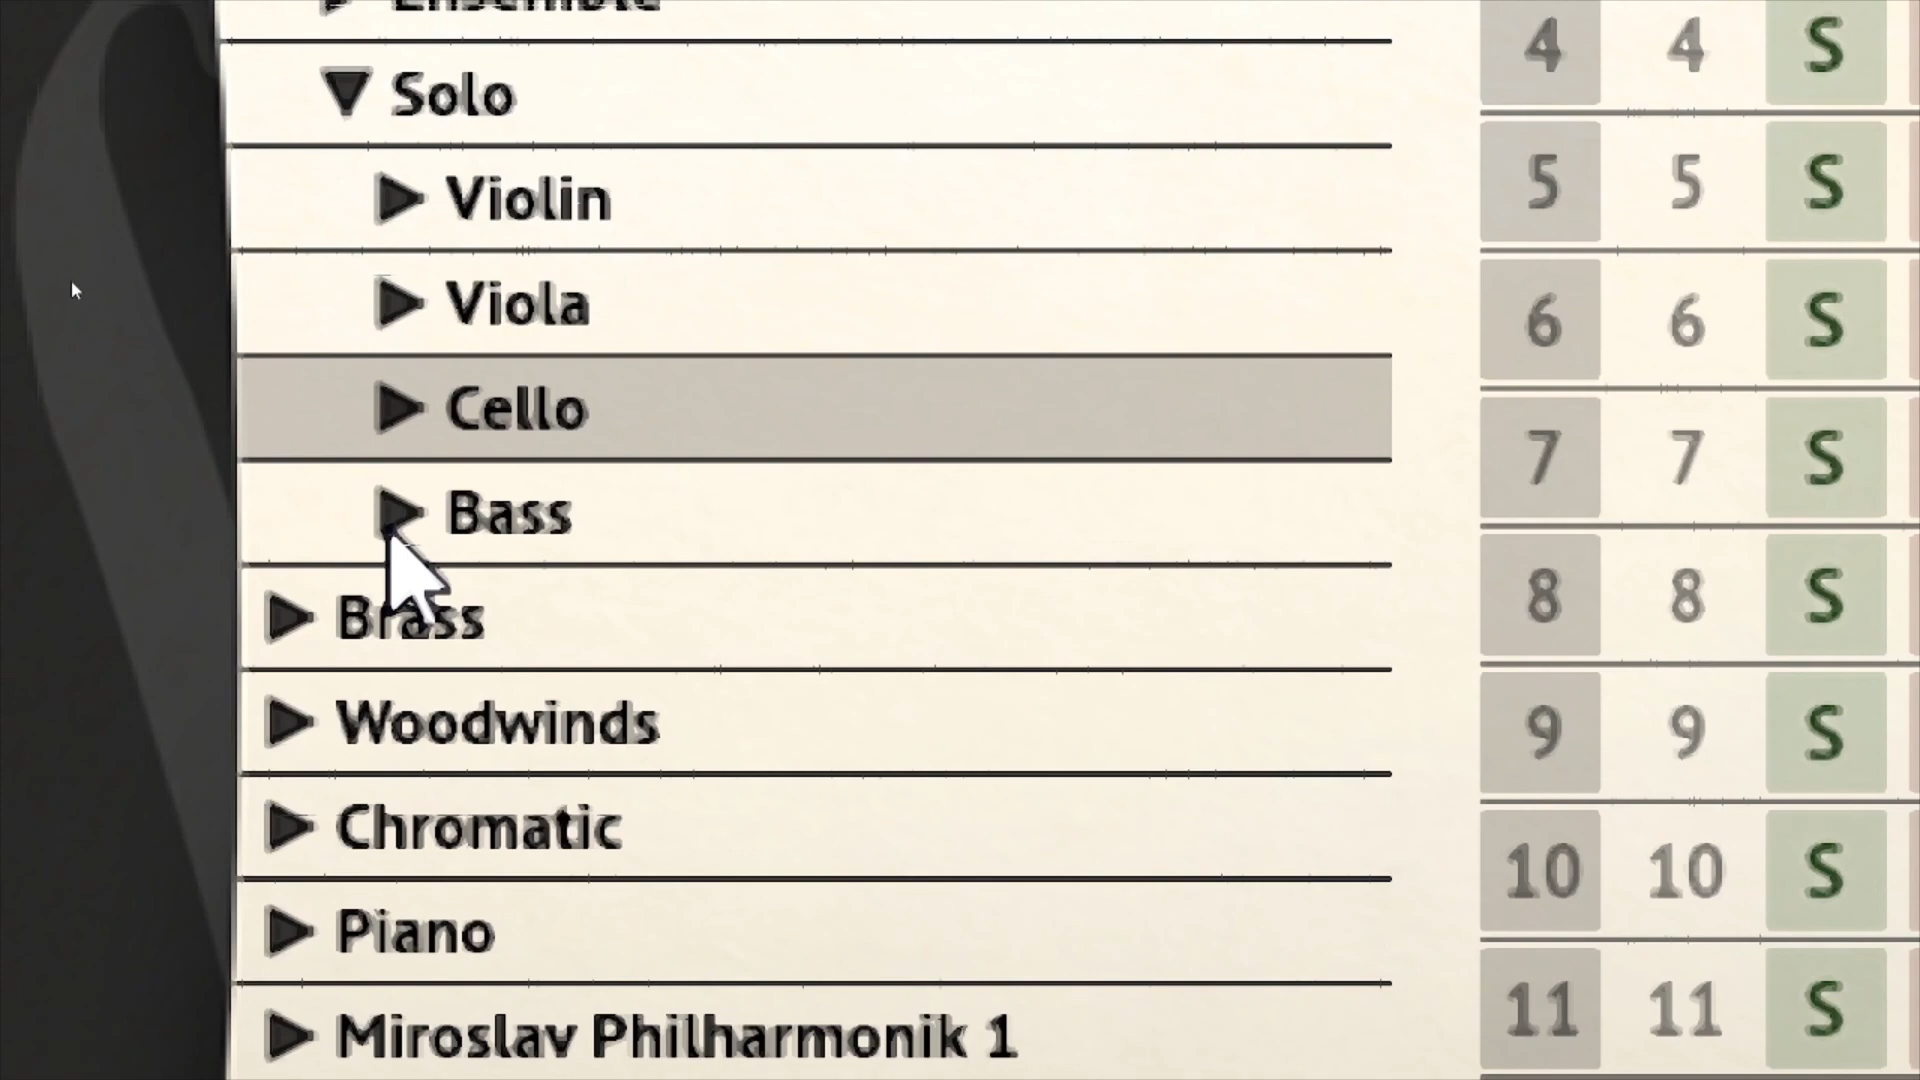 Ensemble
Solo
Violin
Viola
Cello
Bass
Brass
Woodwinds
Chromatic
Piano
Miroslav Philharmonik 1
4 4 S
5 5 S
6 6 S
7 7 S
8 8 S
9 9 S
10 10 S
11 11 S